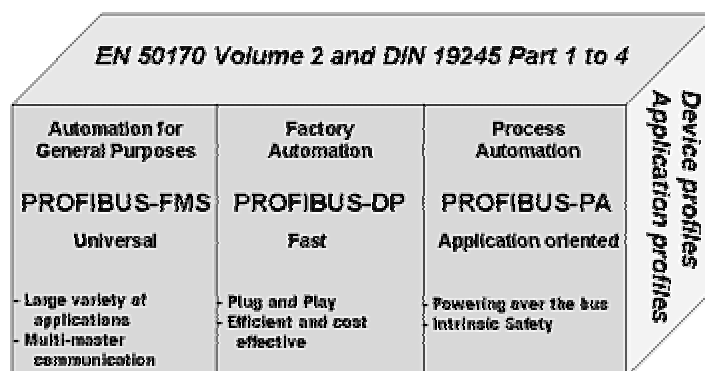 EN 50170 Volume 2 and DIN 19245 Part 1 to 4
Automation for
General Purposes
PROFIBUS-FMS
Universal
- Large variety of
applications
- Multi-master
communication
Factory
Automation
PROFIBUS-DP
Fast
- Plug and Play
- Efficient and cost
effective
Process
Automation
PROFIBUS-PA
Application oriented
- Powering over the bus
- Intrinsic Safety
Device profiles
Application profiles